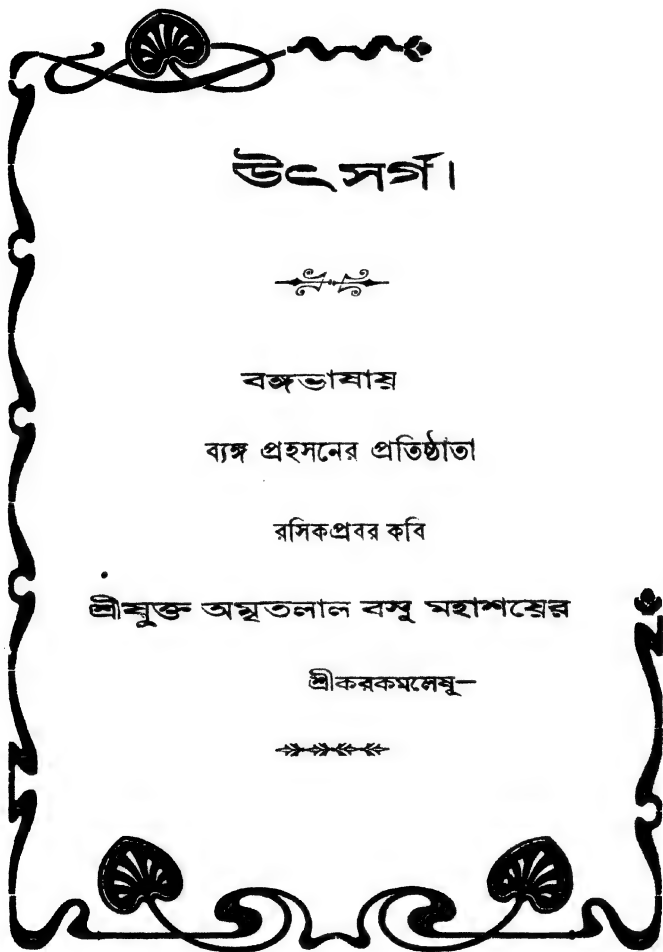 উৎসর্গ।
বঙ্গভাষায়
ব্যঙ্গ প্রহসনের প্রতিষ্ঠাতা
রসিকপ্রবর কবি
শ্রীযুক্ত অমৃতলাল বসু মহাশয়ের
শ্রীকরকমলেষু—